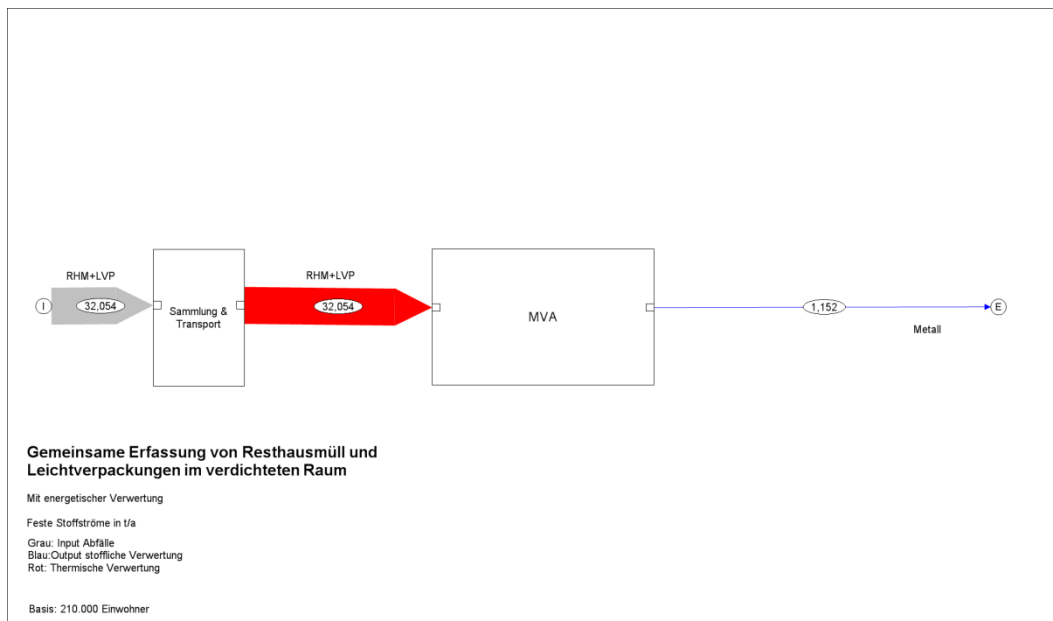 RHM+LVP
RHM+LVP
I
32,054
Sammlung &
Transport
32,054
MVA
1,152
E
Metall
Gemeinsame Erfassung von Resthausmüll und
Leichtverpackungen im verdichteten Raum
Mit energetischer Verwertung
Feste Stoffströme in t/a
Grau: Input Abfälle
Blau:Output stoffliche Verwertung
Rot: Thermische Verwertung
Basis: 210.000 Einwohner